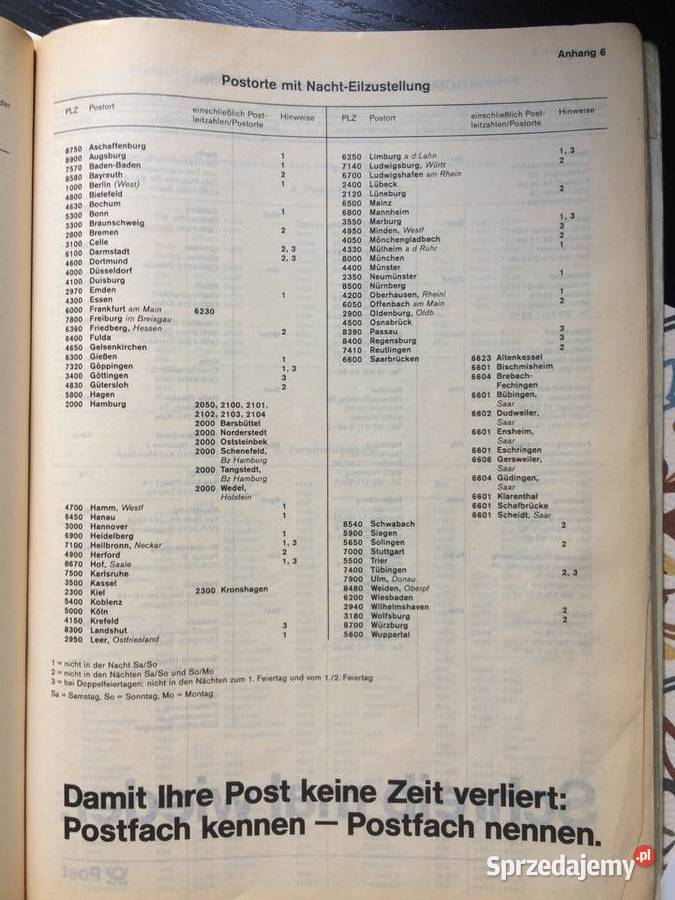 Anhang 6
Postorte mit Nacht-Eilzustellung
PLZ Postort einschließlich Post-leitzahlen/Postorte Hinweise
8750 Aschaffenburg
8900 Augsburg 1
7570 Baden-Baden 1
8580 Bayreuth 2
1000 Berlin (West) 1
4800 Bielefeld
4630 Bochum
5300 Bonn 1
3300 Braunschweig
2800 Bremen 2
3100 Celle
6100 Darmstadt 2, 3
4600 Dortmund 2, 3
4000 Düsseldorf
4100 Duisburg
2970 Emden 1
4300 Essen
6000 Frankfurt am Main 6230
7800 Freiburg im Breisgau
6360 Friedberg, Hessen 2
6400 Fulda
4650 Gelsenkirchen
6300 Gießen 1
7320 Göppingen 1, 3
3400 Göttingen 3
4830 Gütersloh 2
5800 Hagen
2000 Hamburg 2050, 2100, 2101,
2102, 2103, 2104
2000 Barsbüttel
2000 Norderstedt
2000 Oststeinbek
2000 Schenefeld,
Bz Hamburg
2000 Tangstedt,
Bz Hamburg
2000 Wedel,
Holstein
4700 Hamm, Westf 1
6450 Hanau 1
3000 Hannover
6900 Heidelberg 1
7100 Heilbronn, Neckar 1, 3
4900 Herford 2
8670 Hof, Saale 1, 3
7500 Karlsruhe
3500 Kassel
2300 Kiel 2300 Kronshagen
5400 Koblenz
5000 Köln
4150 Krefeld
8300 Landshut 3
2950 Leer, Ostfriesland 1
PLZ Postort einschließlich Post-leitzahlen/Postorte Hinweise
6250 Limburg a d Lahn 1, 3
7140 Ludwigsburg, Württ 2
6700 Ludwigshafen am Rhein
2400 Lübeck
2120 Lüneburg 2
6500 Mainz
6800 Mannheim
3550 Marburg 1, 3
4950 Minden, Westf 3
4050 Mönchengladbach 2
4330 Mülheim a d Ruhr 1
8000 München
4400 Münster
2350 Neumünster 1
8500 Nürnberg
4200 Oberhausen, Rheinl 1
6050 Offenbach am Main 2
2900 Oldenburg, Oldb
4500 Osnabrück
8390 Passau 3
8400 Regensburg 3
7410 Reutlingen 2
6600 Saarbrücken 6623 Altenkessel
6601 Bischmisheim
6604 Brebach-
Fechingen
6601 Bübingen,
Saar
6602 Dudweiler,
Saar
6601 Ensheim,
Saar
6601 Eschringen
6606 Gersweiler,
Saar
6604 Güdingen,
Saar
6601 Klarenthal
6601 Schafbrücke
6601 Scheidt, Saar
8540 Schwabach 2
5900 Siegen
5650 Solingen 2
7000 Stuttgart
5500 Trier
7400 Tübingen 2, 3
7900 Ulm, Donau
8480 Weiden, Oberpf
6200 Wiesbaden
2940 Wilhelmshaven 2
3180 Wolfsburg 2
8700 Würzburg
5600 Wuppertal
1 = nicht in der Nacht Sa/So
2 = nicht in den Nächten Sa/So und So/Mo
3 = bei Doppelfeiertagen: nicht in den Nächten zum 1. Feiertag und vom 1./2. Feiertag
Sa = Samstag, So = Sonntag, Mo = Montag
Damit Ihre Post keine Zeit verliert:
Postfach kennen — Postfach nennen.
Sprzedajemy.pl